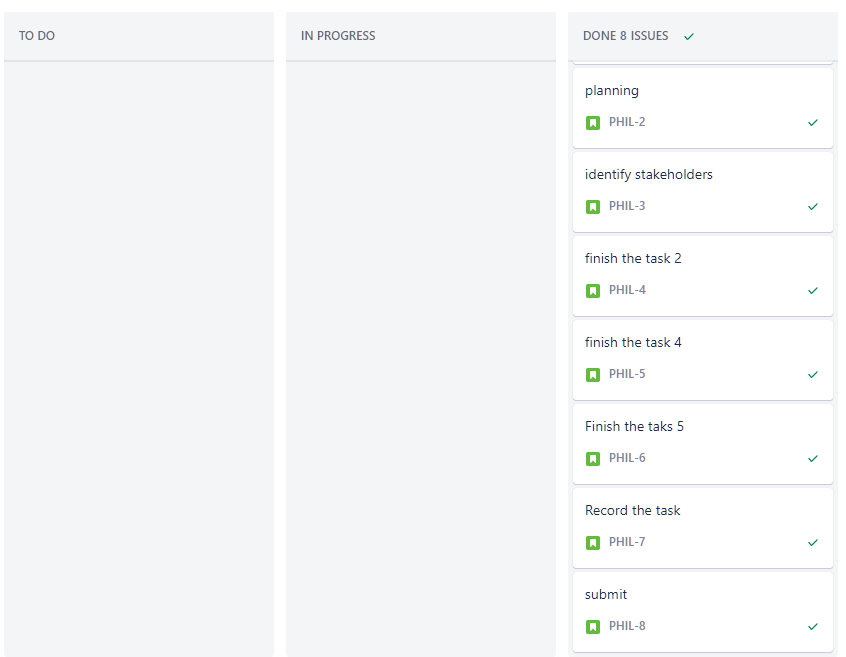 TO DO
IN PROGRESS
DONE 8 ISSUES
planning
PHIL-2
identify stakeholders
PHIL-3
finish the task 2
PHIL-4
finish the task 4
PHIL-5
Finish the taks 5
PHIL-6
Record the task
PHIL-7
submit
PHIL-8